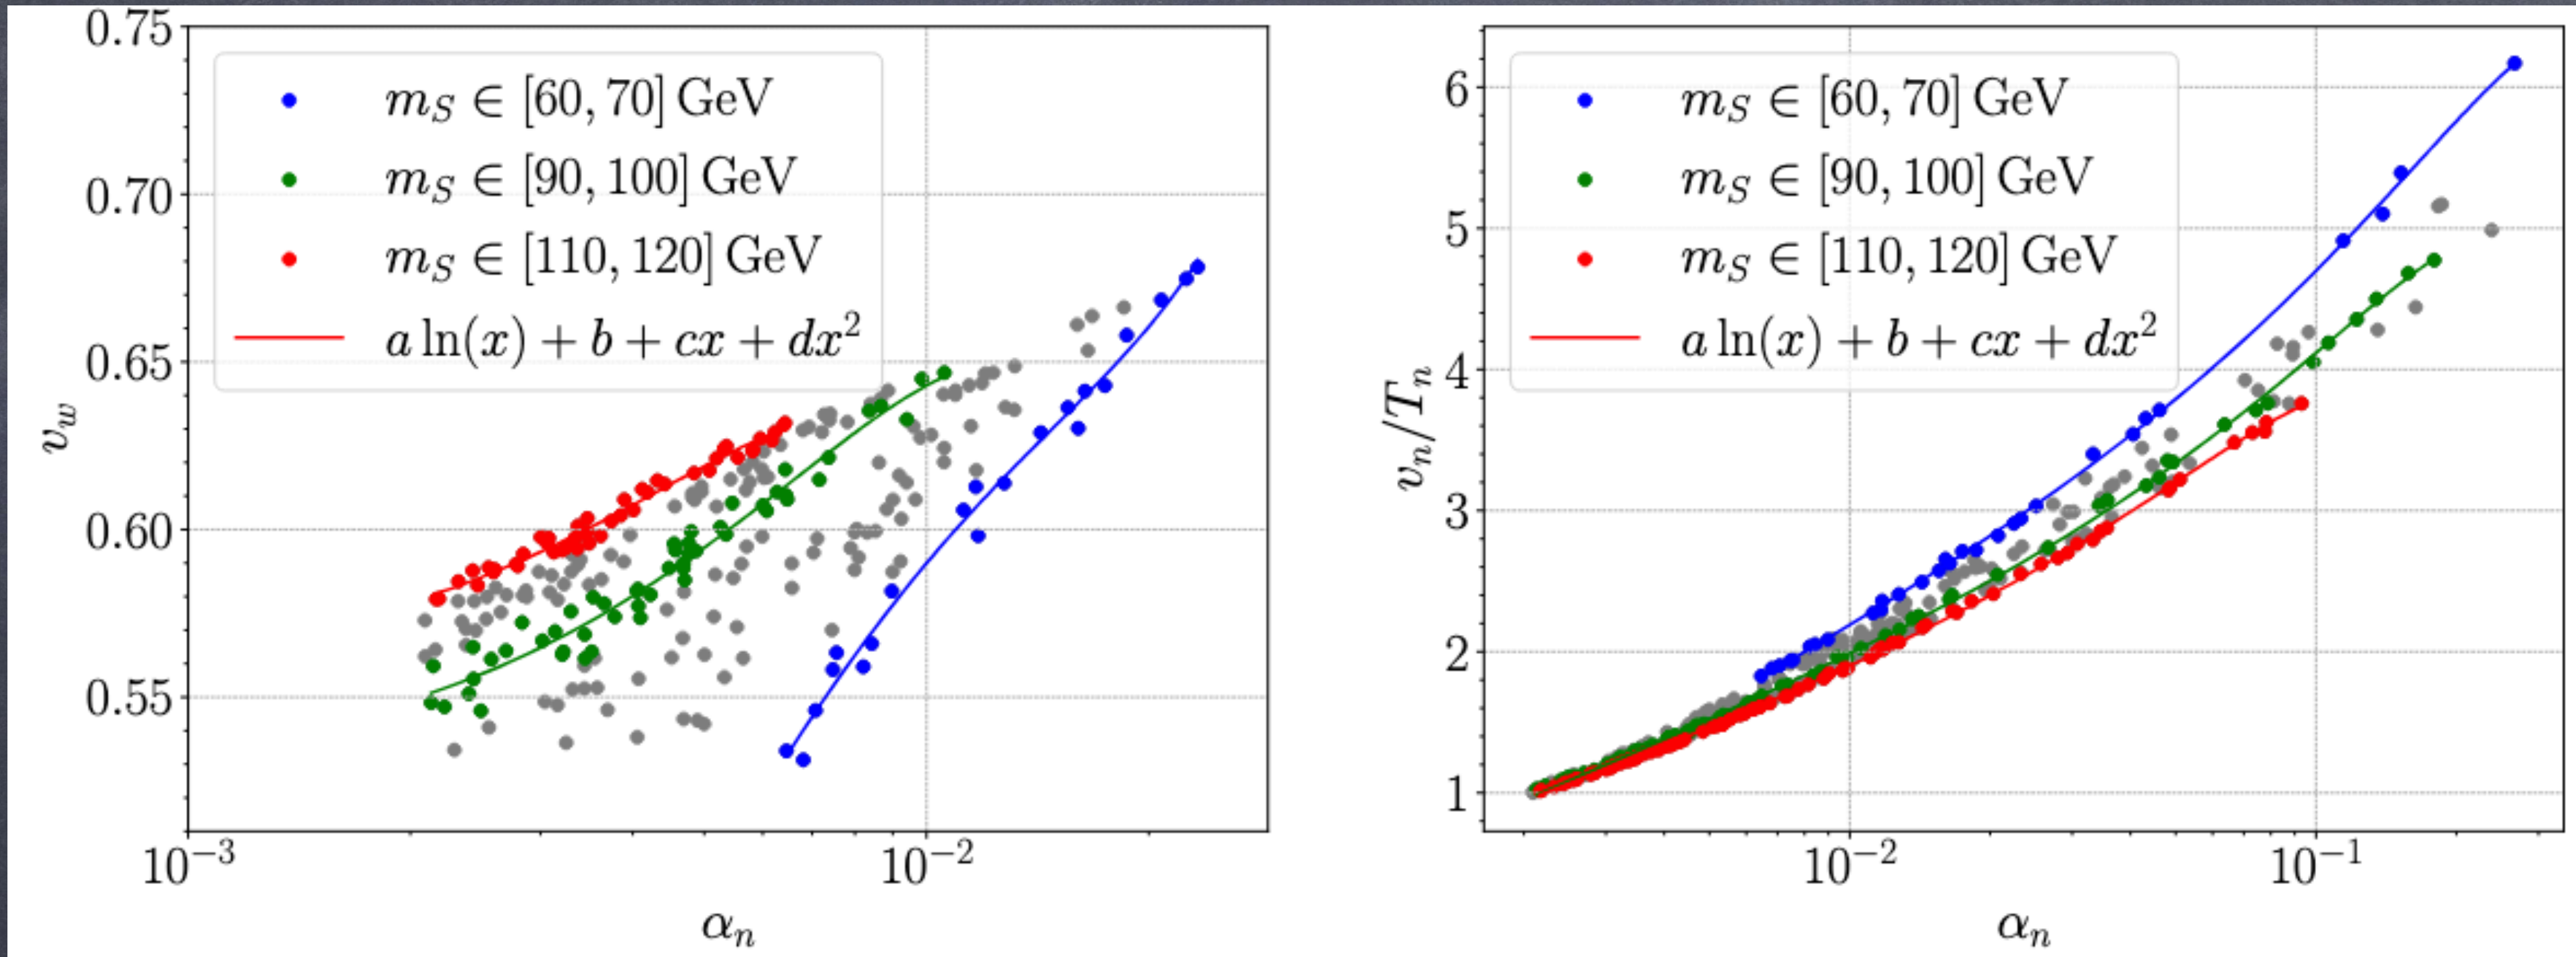 0.75
0.70
0.65
0.60
0.55
v_w
m_S ∈ [60, 70] GeV
m_S ∈ [90, 100] GeV
m_S ∈ [110, 120] GeV
a ln(x) + b + cx + dx²
10⁻³
10⁻²
α_n
6
5
4
3
2
1
v_n/T_n
m_S ∈ [60, 70] GeV
m_S ∈ [90, 100] GeV
m_S ∈ [110, 120] GeV
a ln(x) + b + cx + dx²
10⁻²
10⁻¹
α_n